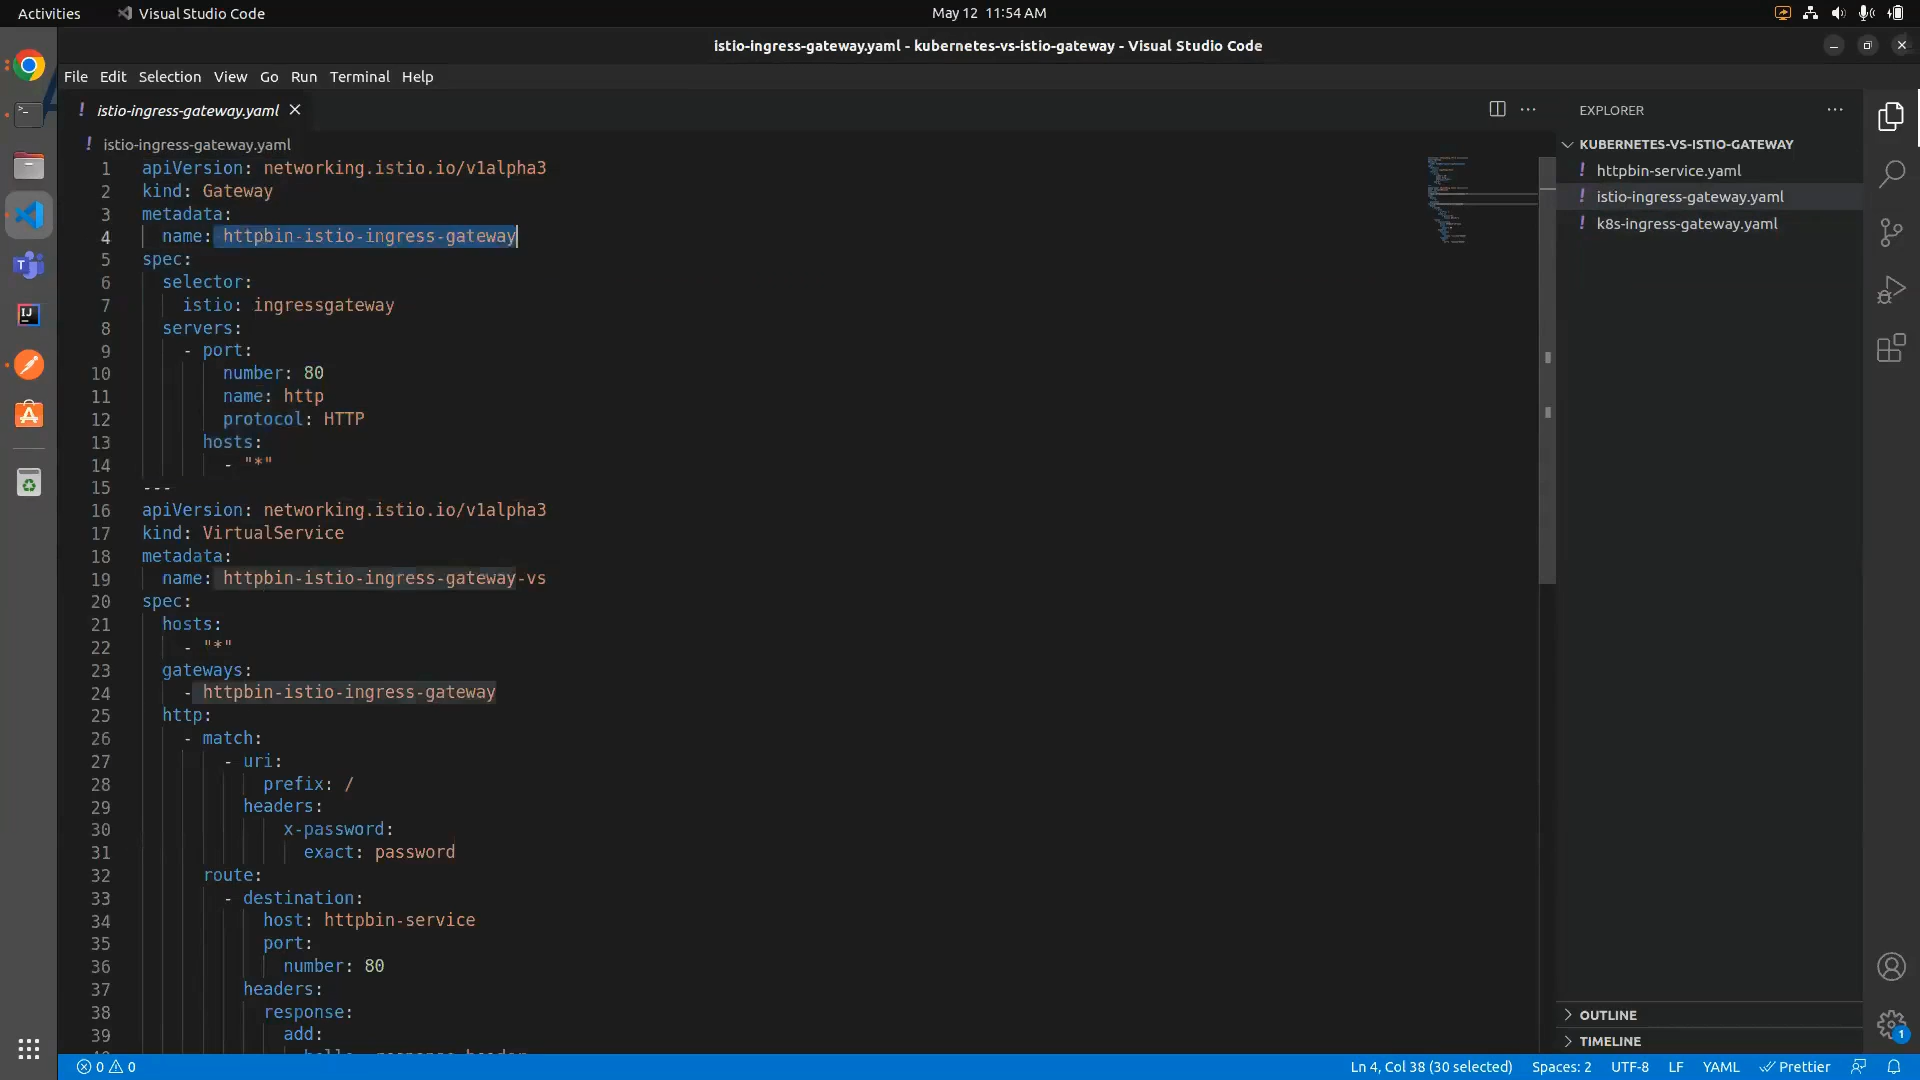 Activities
Visual Studio Code
May 12 11:54 AM
istio-ingress-gateway.yaml - kubernetes-vs-istio-gateway - Visual Studio Code
File Edit Selection View Go Run Terminal Help
! istio-ingress-gateway.yaml
! istio-ingress-gateway.yaml
1 apiVersion: networking.istio.io/v1alpha3
2 kind: Gateway
3 metadata:
4 name: httpbin-istio-ingress-gateway
5 spec:
6 selector:
7 istio: ingressgateway
8 servers:
9 - port:
10 number: 80
11 name: http
12 protocol: HTTP
13 hosts:
14 - "*"
15 ---
16 apiVersion: networking.istio.io/v1alpha3
17 kind: VirtualService
18 metadata:
19 name: httpbin-istio-ingress-gateway-vs
20 spec:
21 hosts:
22 - "*"
23 gateways:
24 - httpbin-istio-ingress-gateway
25 http:
26 - match:
27 - uri:
28 prefix: /
29 headers:
30 x-password:
31 exact: password
32 route:
33 - destination:
34 host: httpbin-service
35 port:
36 number: 80
37 headers:
38 response:
39 add:
EXPLORER
KUBERNETES-VS-ISTIO-GATEWAY
! httpbin-service.yaml
! istio-ingress-gateway.yaml
! k8s-ingress-gateway.yaml
OUTLINE
TIMELINE
1
0 0
Ln 4, Col 38 (30 selected) Spaces: 2 UTF-8 LF YAML Prettier